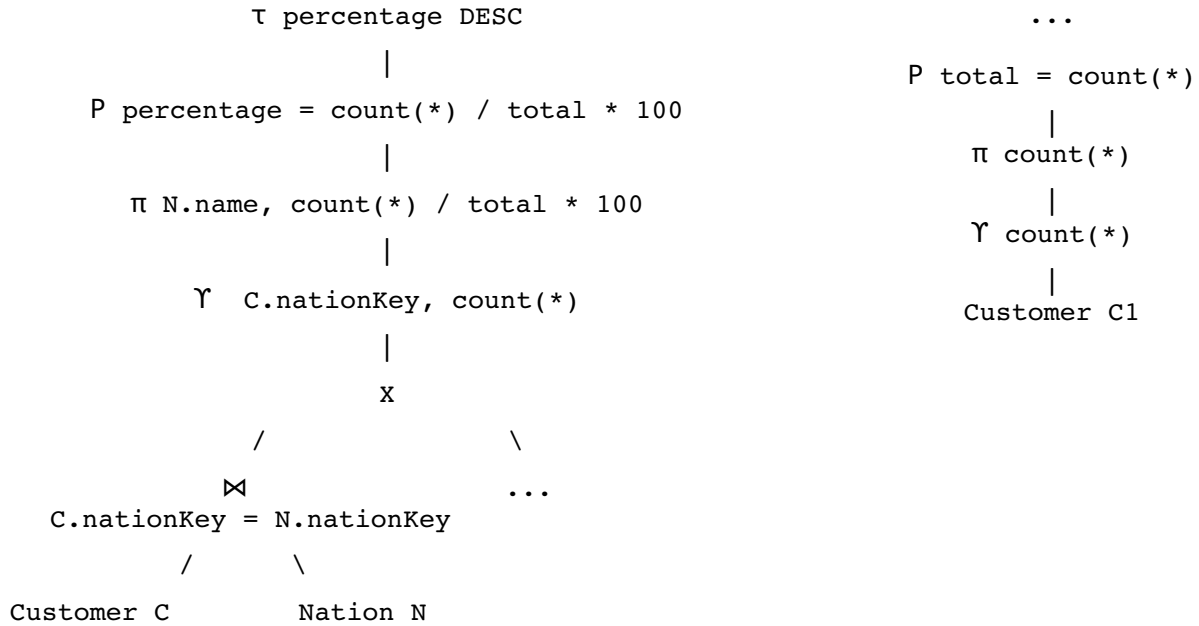 τ percentage DESC
|
Ρ percentage = count(*) / total * 100
|
π N.name, count(*) / total * 100
|
ϒ C.nationKey, count(*)
|
X
/ \
⋈ ...
C.nationKey = N.nationKey
/ \
Customer C Nation N
...
Ρ total = count(*)
|
π count(*)
|
ϒ count(*)
|
Customer C1